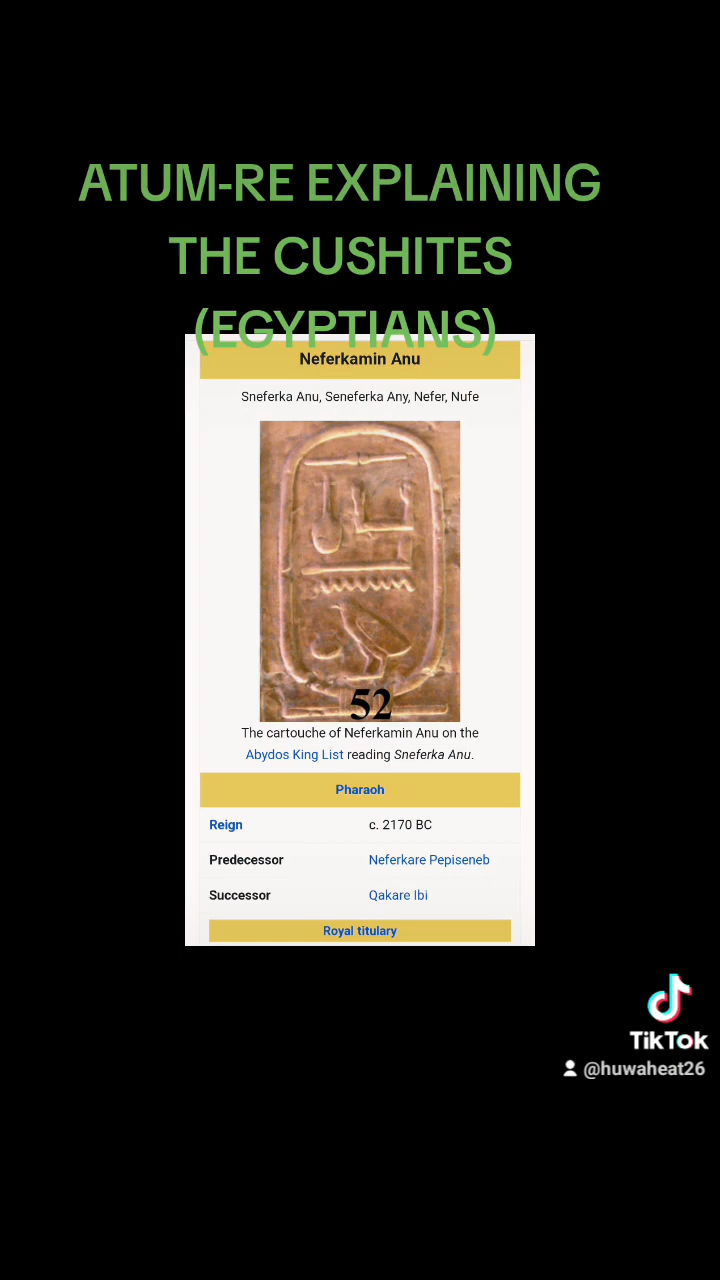 ATUM-RE EXPLAINING
THE CUSHITES
(EGYPTIANS)
Neferkamin Anu
Sneferka Anu, Seneferka Any, Nefer, Nufe
52
The cartouche of Neferkamin Anu on the
Abydos King List reading Sneferka Anu.
Pharaoh
Reign c. 2170 BC
Predecessor Neferkare Pepiseneb
Successor Qakare Ibi
Royal titulary
TikTok
@huwaheat26